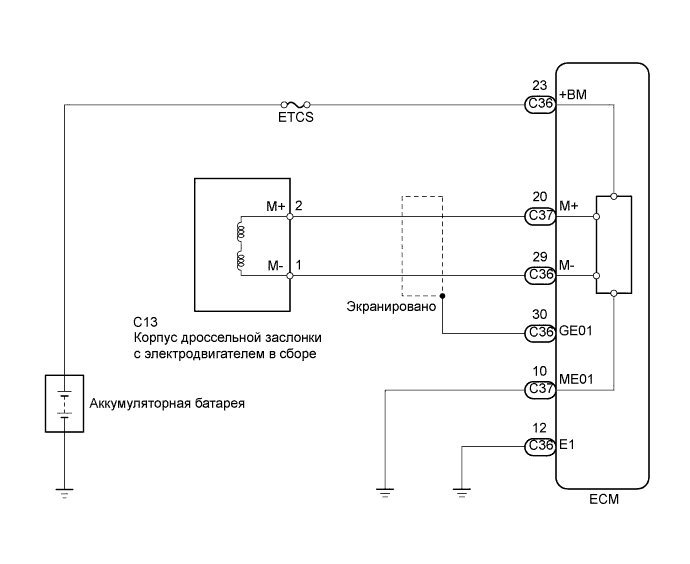 23
C36
+BM
ETCS
20
C37
M+
M+
2
29
C36
M-
M-
1
Экранировано
30
C36
GE01
C13
Корпус дроссельной заслонки
с электродвигателем в сборе
10
C37
ME01
Аккумуляторная батарея
12
C36
E1
ECM